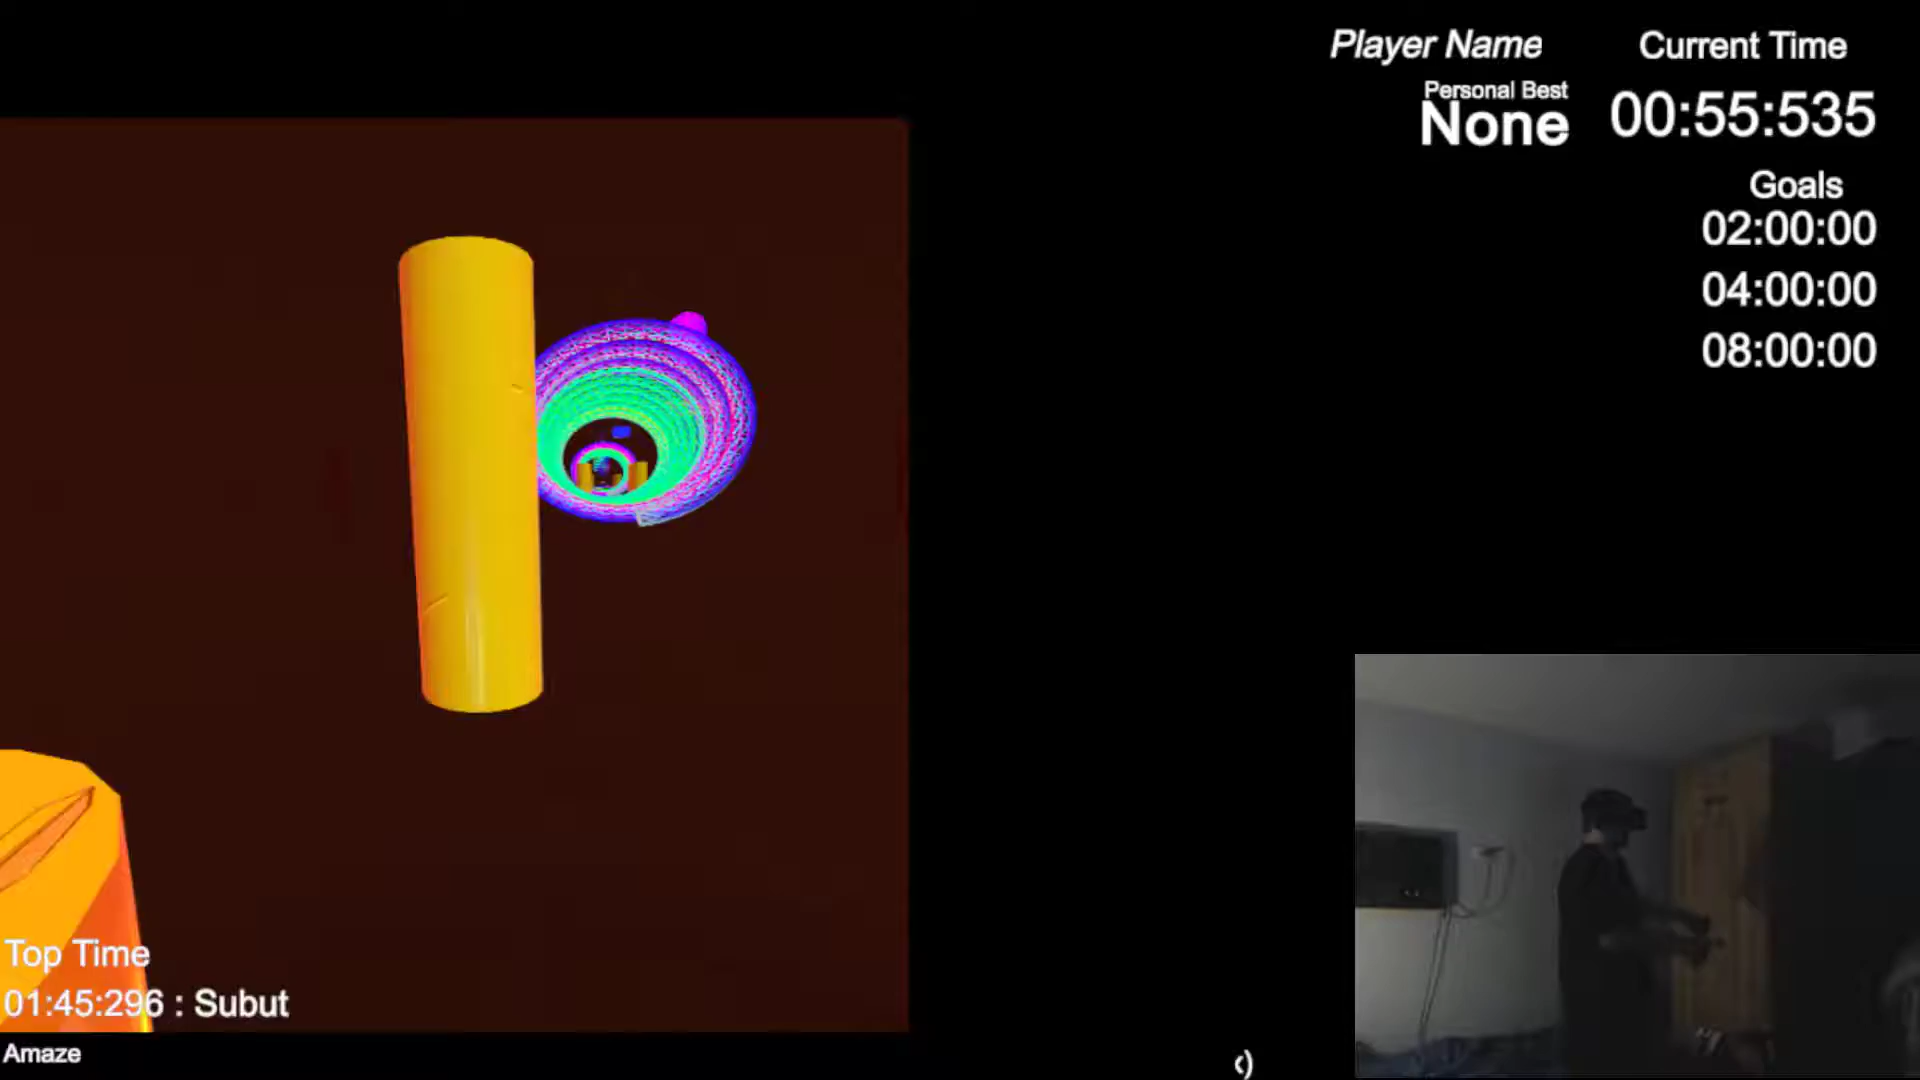 Player Name
Current Time
Personal Best
None
00:55:535
Goals
02:00:00
04:00:00
08:00:00
Top Time
01:45:296 : Subut
Amaze